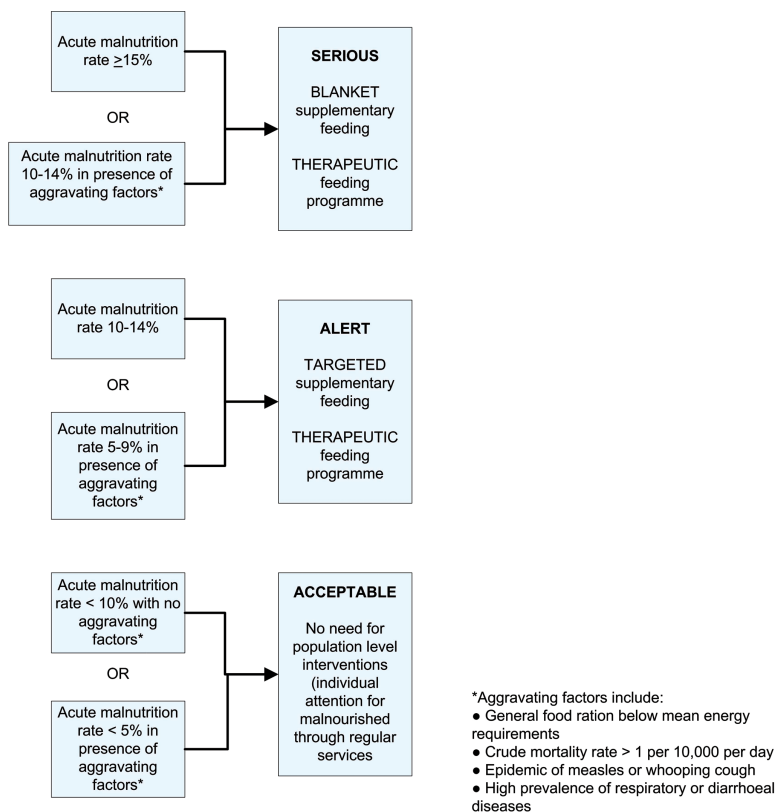 Acute malnutrition
rate ≥15%
OR
Acute malnutrition rate
10-14% in presence of
aggravating factors*
SERIOUS
BLANKET
supplementary
feeding
THERAPEUTIC
feeding
programme
Acute malnutrition
rate 10-14%
OR
Acute malnutrition
rate 5-9% in
presence of
aggravating
factors*
ALERT
TARGETED
supplementary
feeding
THERAPEUTIC
feeding
programme
Acute malnutrition
rate < 10% with no
aggravating
factors*
OR
Acute malnutrition
rate < 5% in
presence of
aggravating
factors*
ACCEPTABLE
No need for
population level
interventions
(individual
attention for
malnourished
through regular
services
*Aggravating factors include:
● General food ration below mean energy
requirements
● Crude mortality rate > 1 per 10,000 per day
● Epidemic of measles or whooping cough
● High prevalence of respiratory or diarrhoeal
diseases